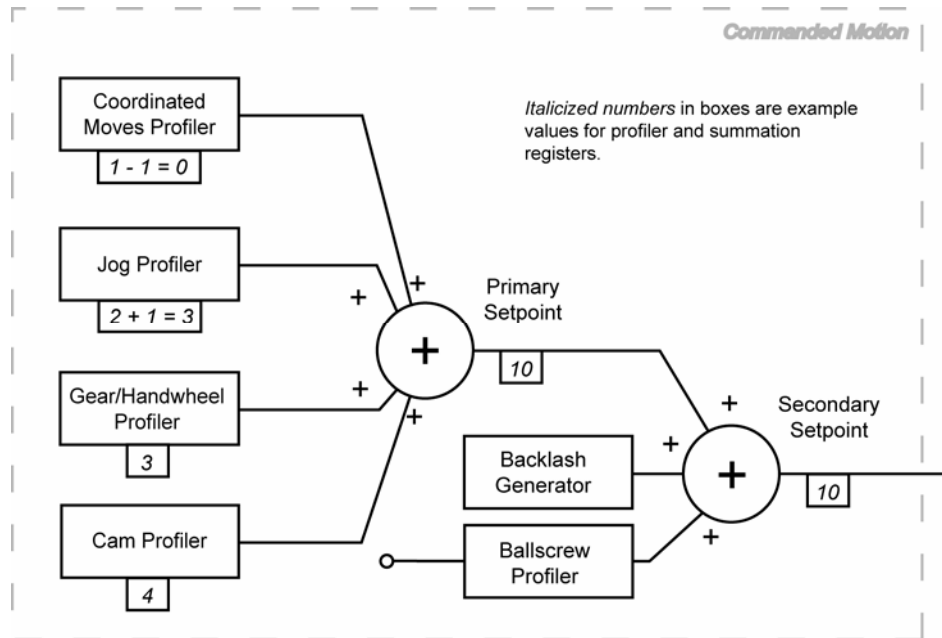 Commanded Motion
Coordinated
Moves Profiler
1 - 1 = 0
Italicized numbers in boxes are example
values for profiler and summation
registers.
Jog Profiler
2 + 1 = 3
+
+
Primary
Setpoint
+
10
Gear/Handwheel
Profiler
3
+
+
+
Secondary
Setpoint
Backlash
Generator
+
+
10
Cam Profiler
4
Ballscrew
Profiler
+